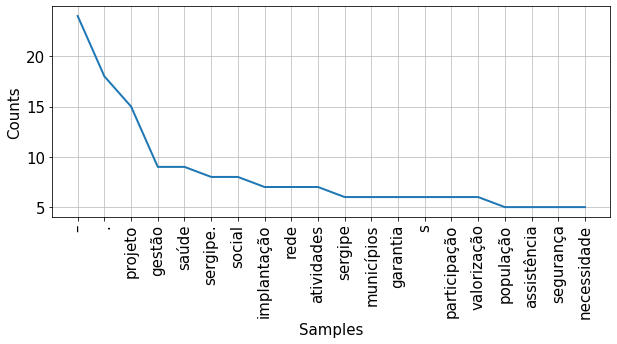 Counts
20
15
10
5
–
.
projeto
gestão
saúde
sergipe.
social
implantação
rede
atividades
sergipe
municípios
garantia
s
participação
valorização
população
assistência
segurança
necessidade
Samples